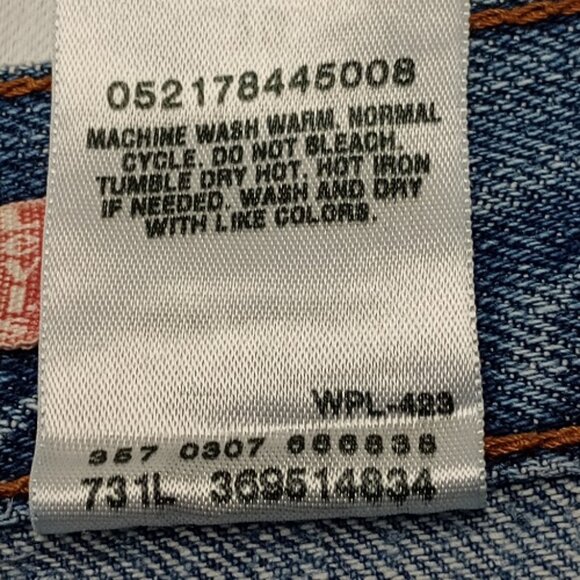 052178445008
MACHINE WASH WARM. NORMAL
CYCLE. DO NOT BLEACH.
TUMBLE DRY HOT. HOT IRON
IF NEEDED. WASH AND DRY
WITH LIKE COLORS.
WPL-423
357 0307 666838
731L 369514834